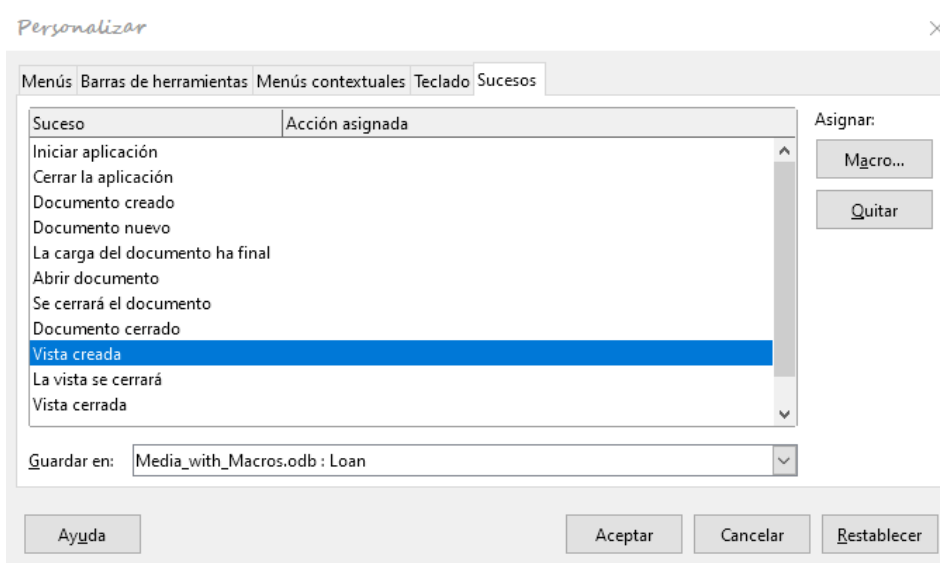 Personalizar
Menús Barras de herramientas Menús contextuales Teclado Sucesos
Suceso Acción asignada
Asignar:
Iniciar aplicación
Macro...
Cerrar la aplicación
Documento creado
Quitar
Documento nuevo
La carga del documento ha final
Abrir documento
Se cerrará el documento
Documento cerrado
Vista creada
La vista se cerrará
Vista cerrada
Guardar en: Media_with_Macros.odb : Loan
Ayuda Aceptar Cancelar Restablecer